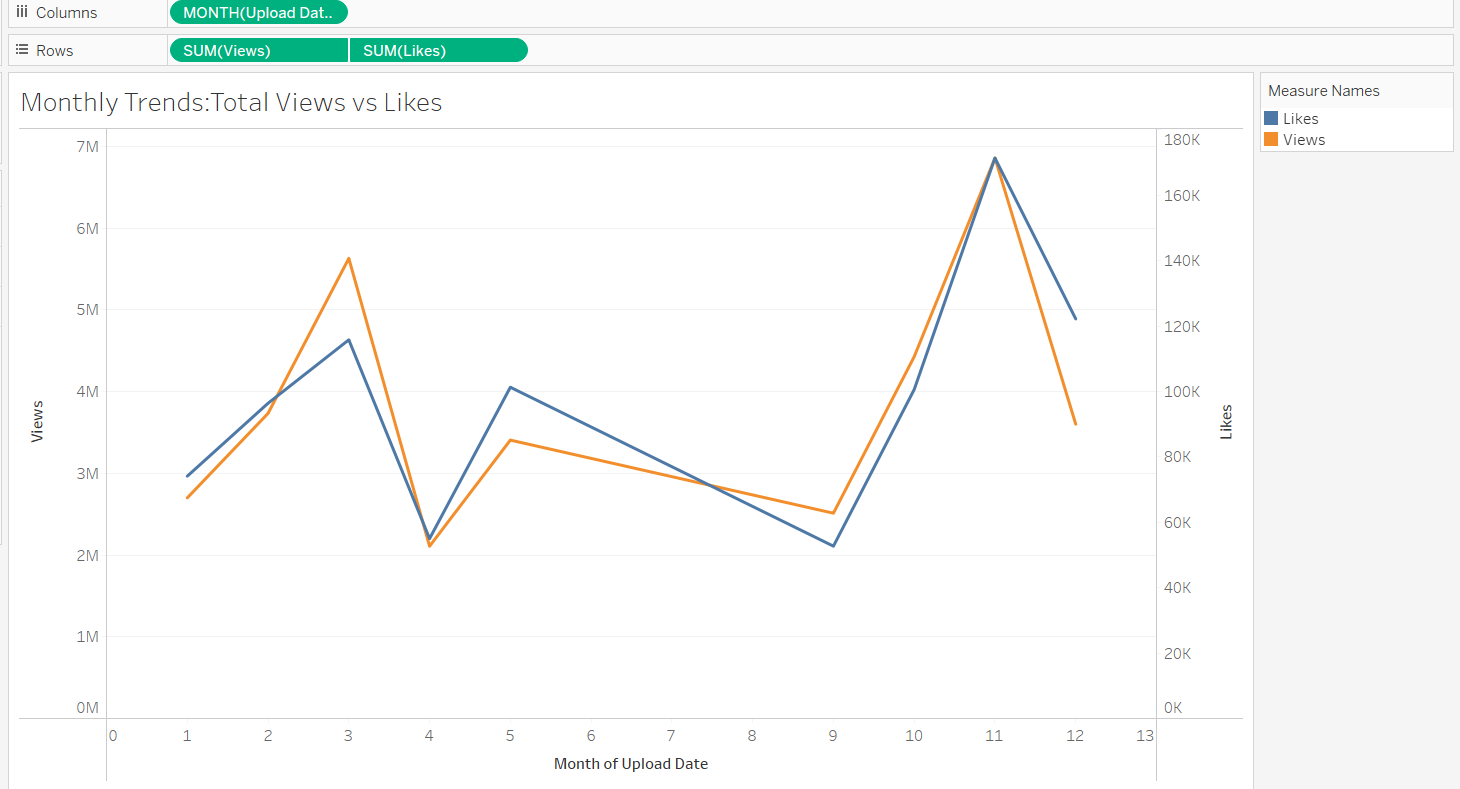 Columns
MONTH(Upload Dat..
Rows
SUM(Views)
SUM(Likes)
Monthly Trends:Total Views vs Likes
7M
6M
5M
4M
3M
2M
1M
0M
Views
180K
160K
140K
120K
100K
80K
60K
40K
20K
0K
Likes
0 1 2 3 4 5 6 7 8 9 10 11 12 13
Month of Upload Date
Measure Names
Likes
Views